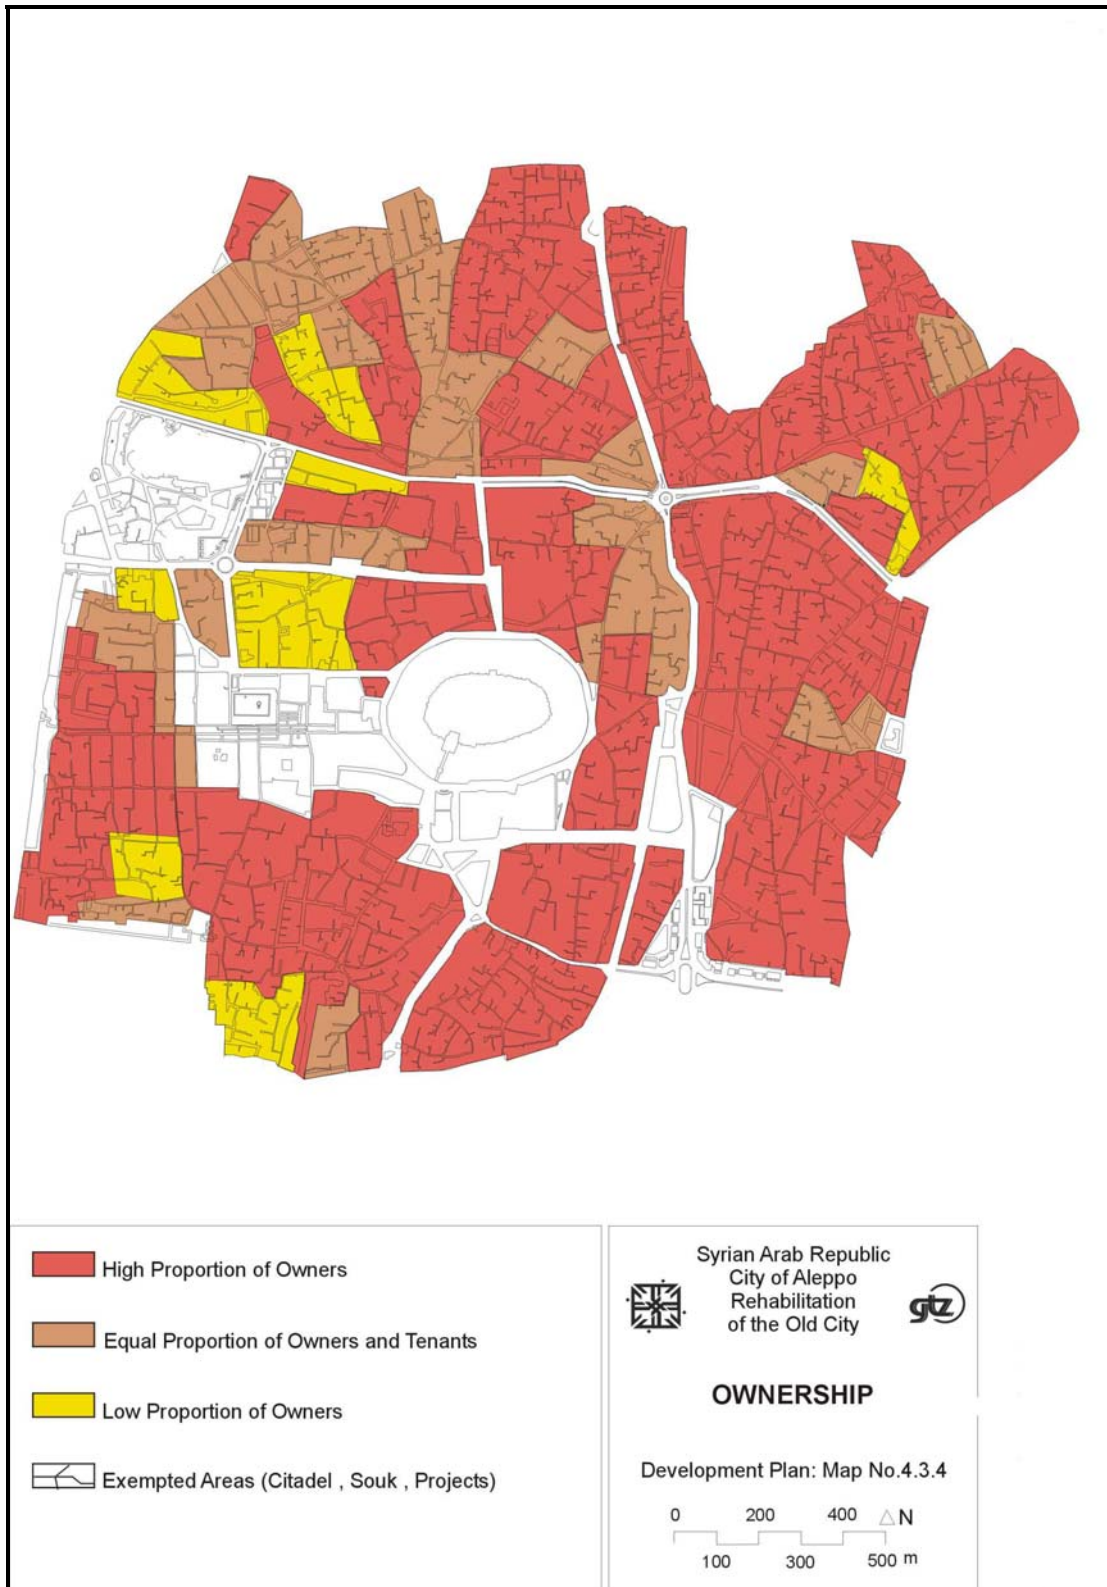 High Proportion of Owners
Equal Proportion of Owners and Tenants
Low Proportion of Owners
Exempted Areas (Citadel , Souk , Projects)
Syrian Arab Republic
City of Aleppo
Rehabilitation
of the Old City
gtz
OWNERSHIP
Development Plan: Map No.4.3.4
0 200 400 N
100 300 500 m